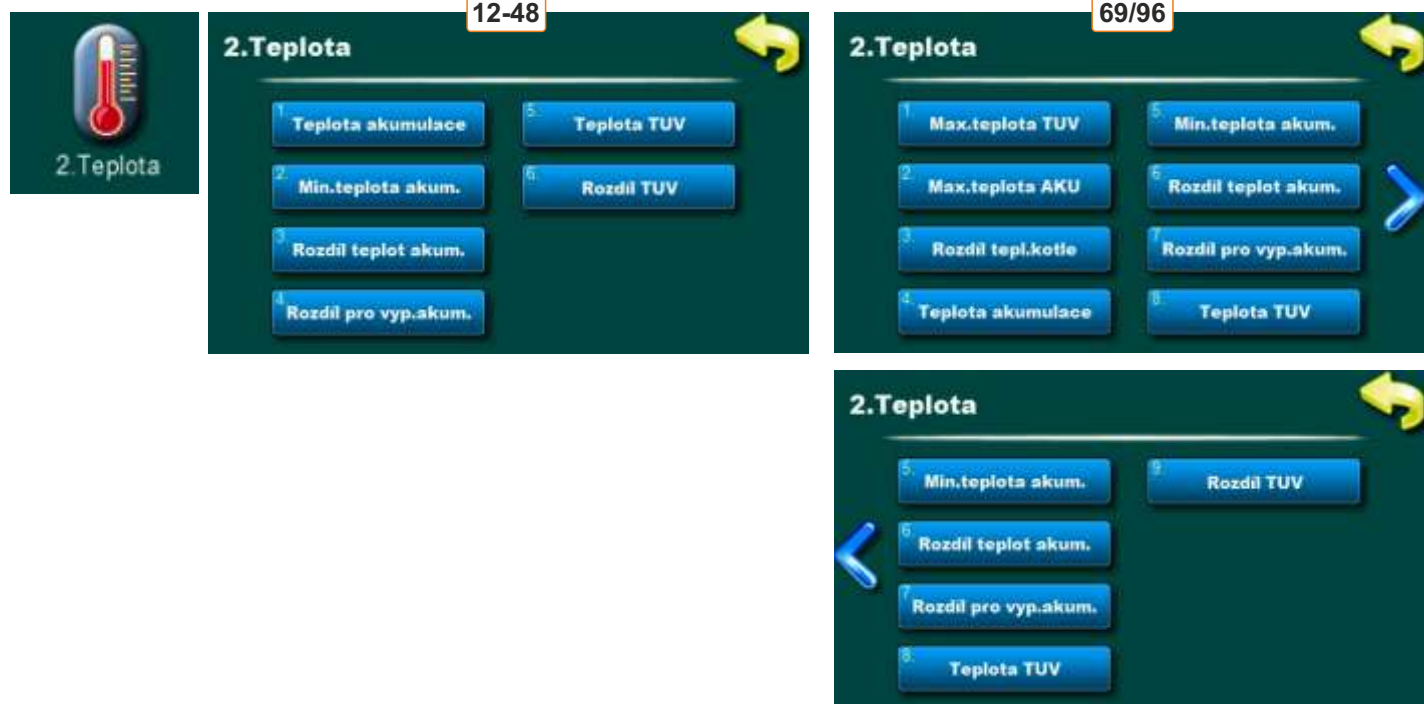 2.Teplota
12-48
2.Teplota
1. Teplota akumulace
2. Min.teplota akum.
3. Rozdíl teplot akum.
4. Rozdíl pro vyp.akum.
5. Teplota TUV
6. Rozdíl TUV
69/96
2.Teplota
1. Max.teplota TUV
2. Max.teplota AKU
3. Rozdíl tepl.kotle
4. Teplota akumulace
5. Min.teplota akum.
6. Rozdíl teplot akum.
7. Rozdíl pro vyp.akum.
8. Teplota TUV
2.Teplota
5. Min.teplota akum.
6. Rozdíl teplot akum.
7. Rozdíl pro vyp.akum.
8. Teplota TUV
9. Rozdíl TUV